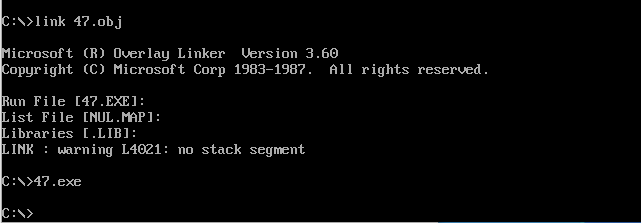 C:\>link 47.obj
Microsoft (R) Overlay Linker  Version 3.60
Copyright (C) Microsoft Corp 1983-1987.  All rights reserved.
Run File [47.EXE]:
List File [NUL.MAP]:
Libraries [.LIB]:
LINK : warning L4021: no stack segment
C:\>47.exe
C:\>